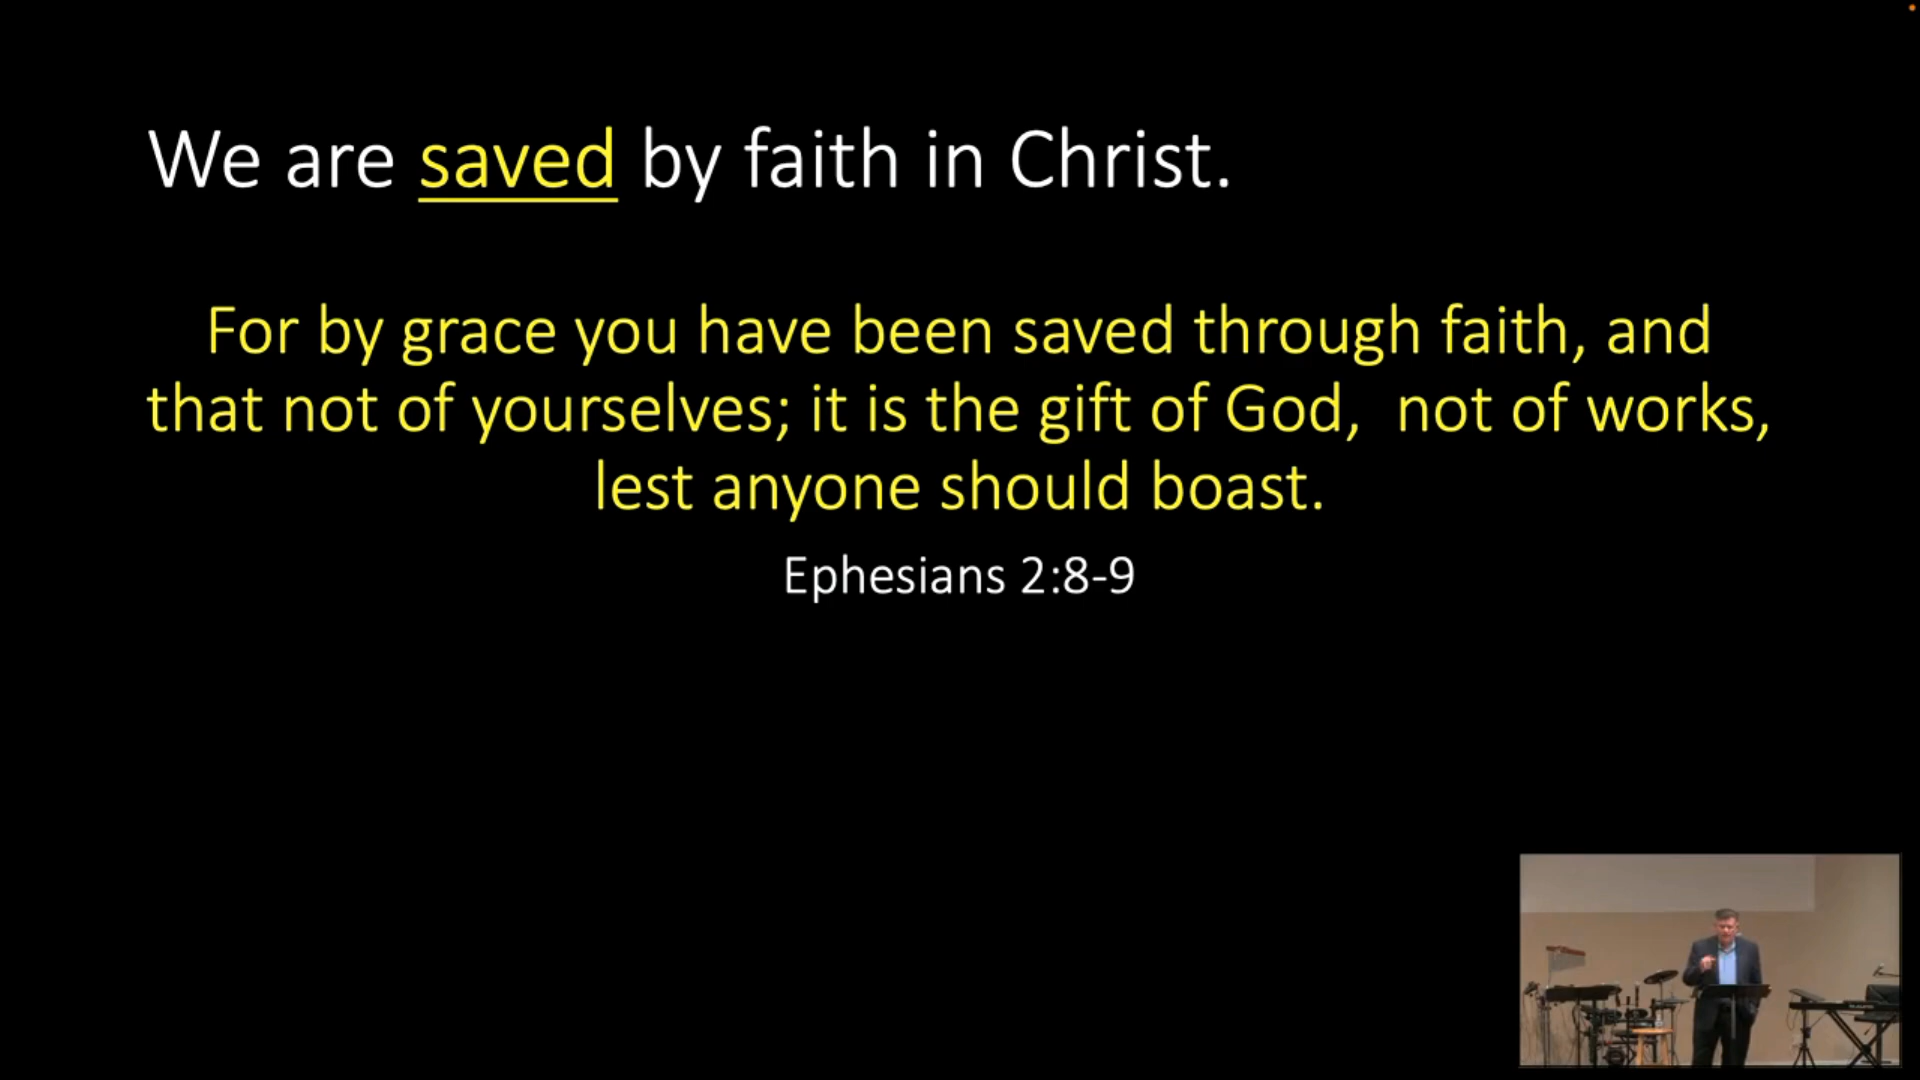 We are saved by faith in Christ.
For by grace you have been saved through faith, and
that not of yourselves; it is the gift of God,  not of works,
lest anyone should boast.
Ephesians 2:8-9